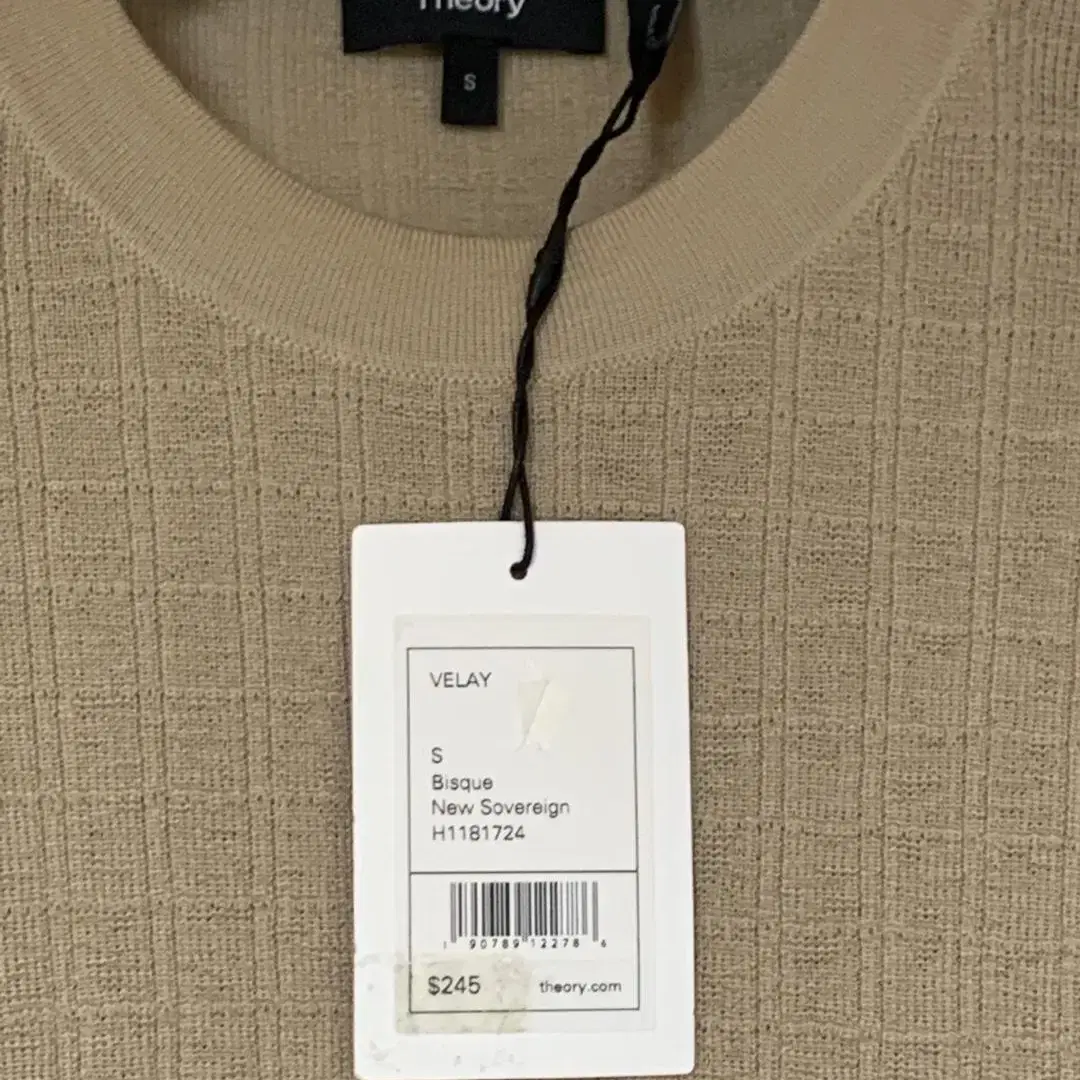 Theory
S
VELAY
S
Bisque
New Sovereign
H1181724
1 90789 12278 6
$245 theory.com